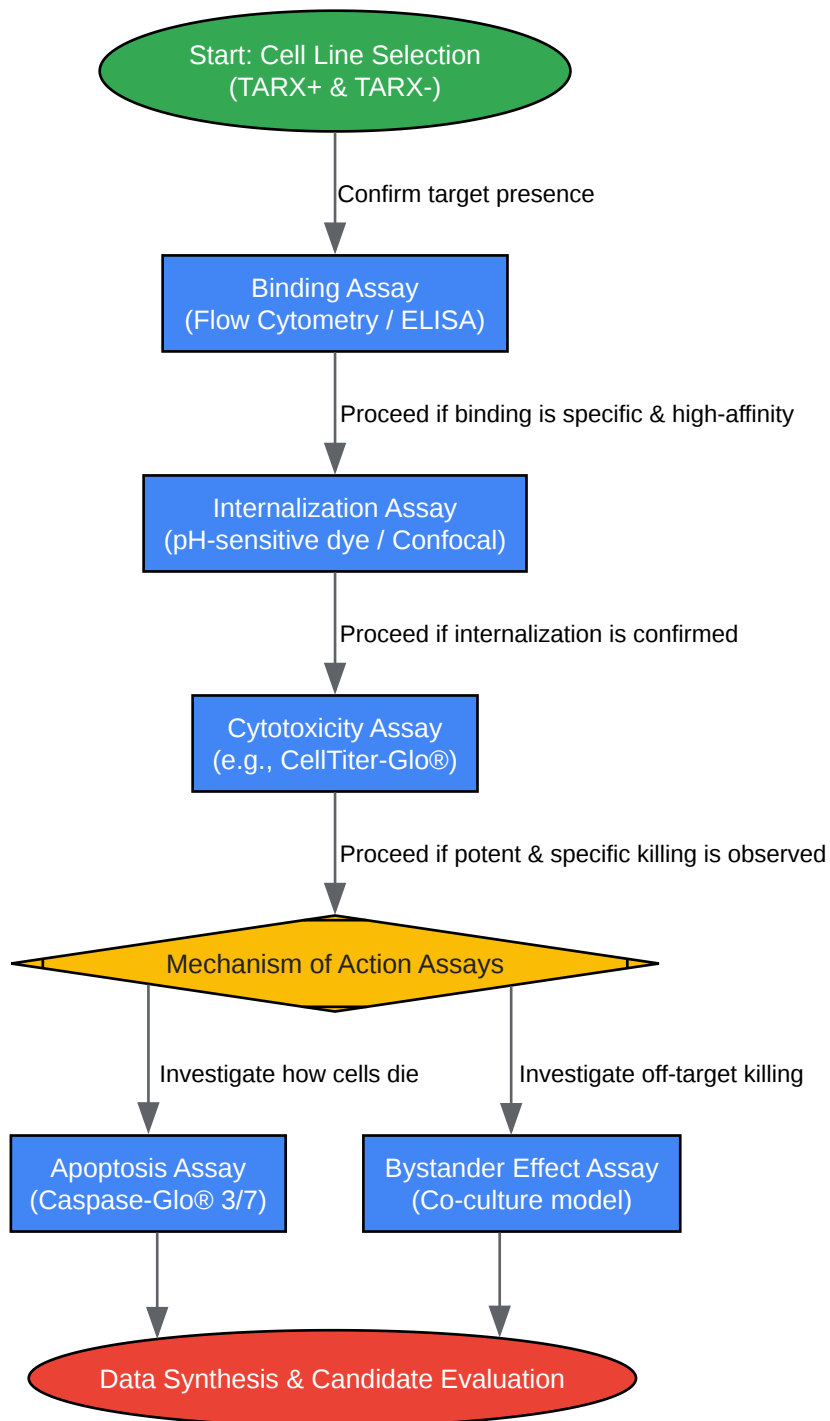 Start: Cell Line Selection
(TARX+ & TARX-)
Confirm target presence
Binding Assay
(Flow Cytometry / ELISA)
Proceed if binding is specific & high-affinity
Internalization Assay
(pH-sensitive dye / Confocal)
Proceed if internalization is confirmed
Cytotoxicity Assay
(e.g., CellTiter-Glo®)
Proceed if potent & specific killing is observed
Mechanism of Action Assays
Investigate how cells die
Investigate off-target killing
Apoptosis Assay
(Caspase-Glo® 3/7)
Bystander Effect Assay
(Co-culture model)
Data Synthesis & Candidate Evaluation